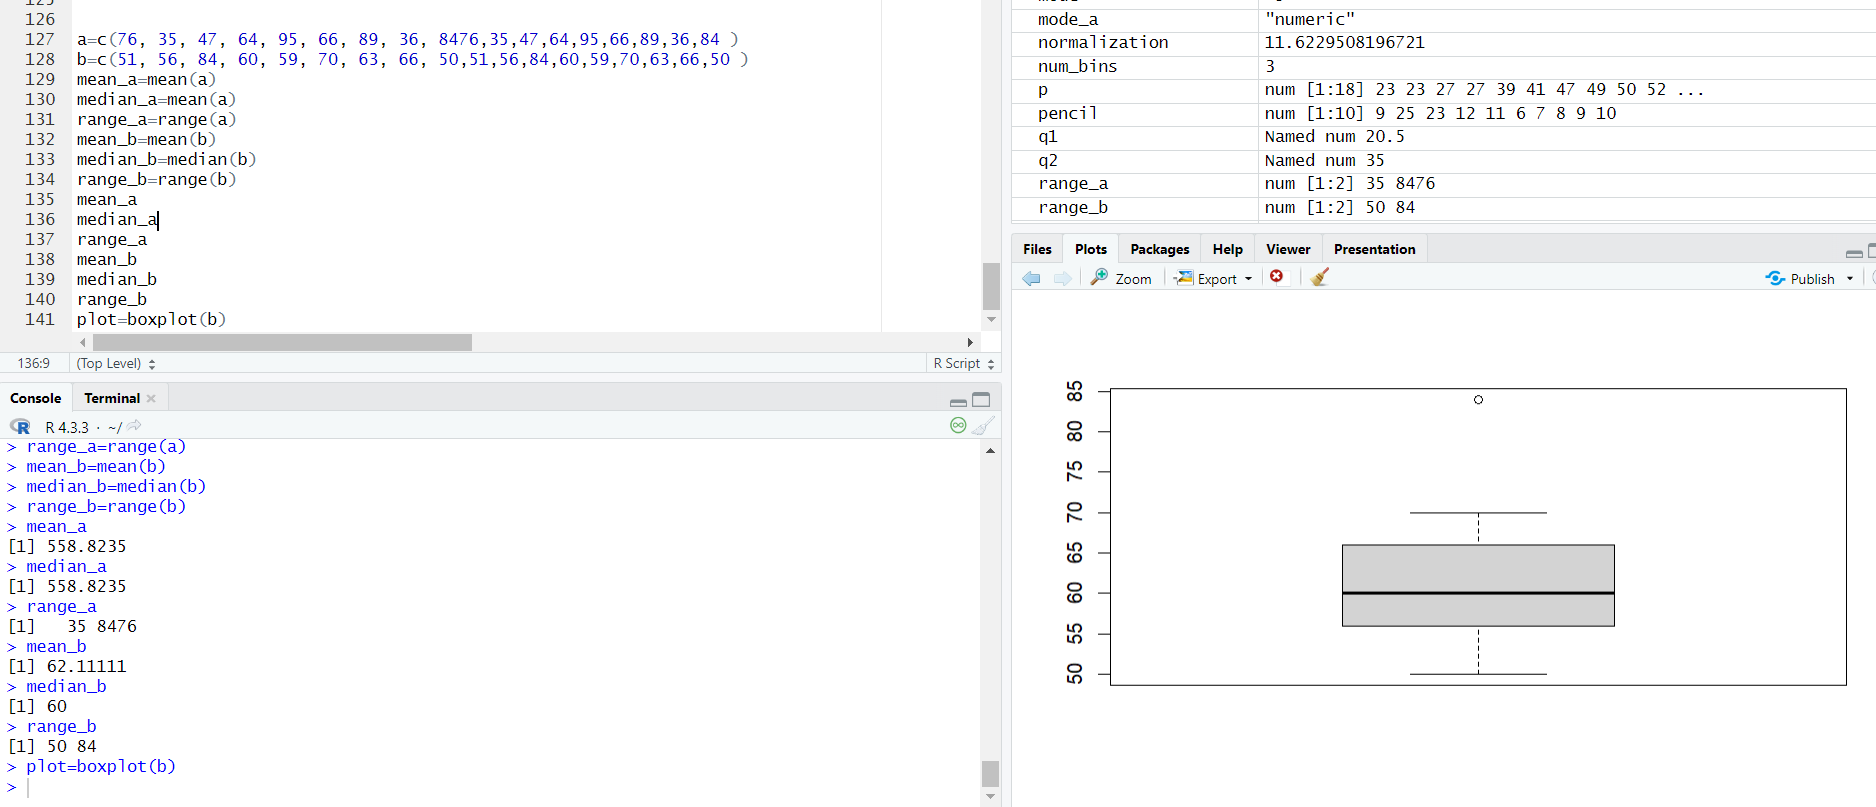 125
126
127 a=c(76, 35, 47, 64, 95, 66, 89, 36, 8476,35,47,64,95,66,89,36,84 )
128 b=c(51, 56, 84, 60, 59, 70, 63, 66, 50,51,56,84,60,59,70,63,66,50 )
129 mean_a=mean(a)
130 median_a=mean(a)
131 range_a=range(a)
132 mean_b=mean(b)
133 median_b=median(b)
134 range_b=range(b)
135 mean_a
136 median_a
137 range_a
138 mean_b
139 median_b
140 range_b
141 plot=boxplot(b)
136:9 (Top Level) R Script
Console Terminal
R 4.3.3 · ~/
> range_a=range(a)
> mean_b=mean(b)
> median_b=median(b)
> range_b=range(b)
> mean_a
[1] 558.8235
> median_a
[1] 558.8235
> range_a
[1]   35 8476
> mean_b
[1] 62.11111
> median_b
[1] 60
> range_b
[1] 50 84
> plot=boxplot(b)
>
mode_a "numeric"
normalization 11.6229508196721
num_bins 3
p num [1:18] 23 23 27 27 39 41 47 49 50 52 ...
pencil num [1:10] 9 25 23 12 11 6 7 8 9 10
q1 Named num 20.5
q2 Named num 35
range_a num [1:2] 35 8476
range_b num [1:2] 50 84
Files Plots Packages Help Viewer Presentation
Zoom Export Publish
85
80
75
70
65
60
55
50